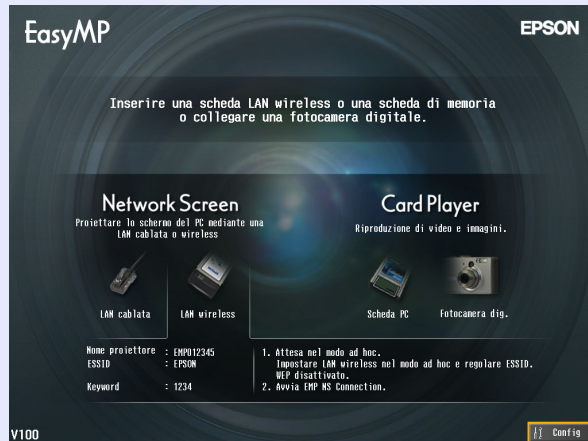 EasyMP
EPSON
Inserire una scheda LAN wireless o una scheda di memoria
o collegare una fotocamera digitale.
Network Screen
Proiettare lo schermo del PC mediante una
LAN cablata o wireless
Card Player
Riproduzione di video e immagini.
LAN cablata
LAN wireless
Scheda PC
Fotocamera dig.
Nome proiettore : EMP012345
ESSID : EPSON
Keyword : 1234
1. Attesa nel modo ad hoc.
Impostare LAN wireless nel modo ad hoc e regolare ESSID.
WEP disattivato.
2. Avvia EMP NS Connection.
V100
Config